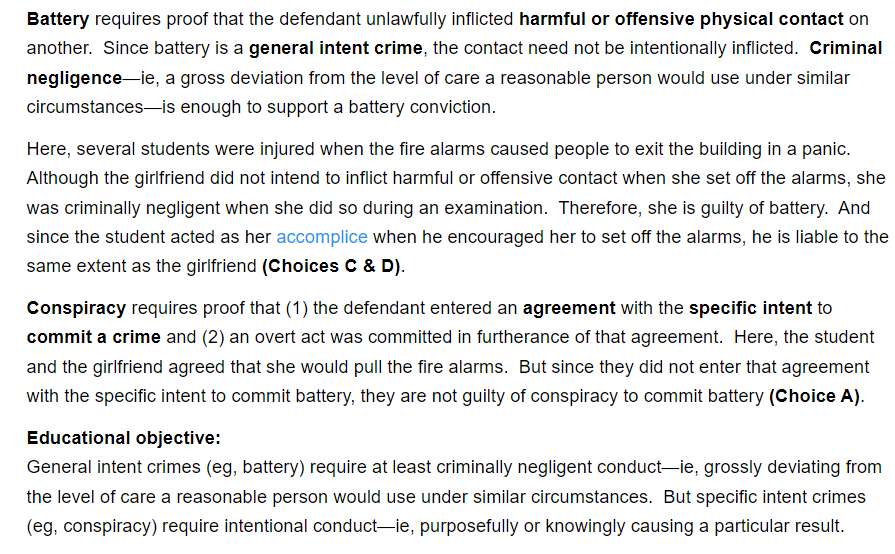 Battery requires proof that the defendant unlawfully inflicted harmful or offensive physical contact on
another.  Since battery is a general intent crime, the contact need not be intentionally inflicted.  Criminal
negligence—ie, a gross deviation from the level of care a reasonable person would use under similar
circumstances—is enough to support a battery conviction.
Here, several students were injured when the fire alarms caused people to exit the building in a panic.
Although the girlfriend did not intend to inflict harmful or offensive contact when she set off the alarms, she
was criminally negligent when she did so during an examination.  Therefore, she is guilty of battery.  And
since the student acted as her accomplice when he encouraged her to set off the alarms, he is liable to the
same extent as the girlfriend (Choices C & D).
Conspiracy requires proof that (1) the defendant entered an agreement with the specific intent to
commit a crime and (2) an overt act was committed in furtherance of that agreement.  Here, the student
and the girlfriend agreed that she would pull the fire alarms.  But since they did not enter that agreement
with the specific intent to commit battery, they are not guilty of conspiracy to commit battery (Choice A).
Educational objective:
General intent crimes (eg, battery) require at least criminally negligent conduct—ie, grossly deviating from
the level of care a reasonable person would use under similar circumstances.  But specific intent crimes
(eg, conspiracy) require intentional conduct—ie, purposefully or knowingly causing a particular result.